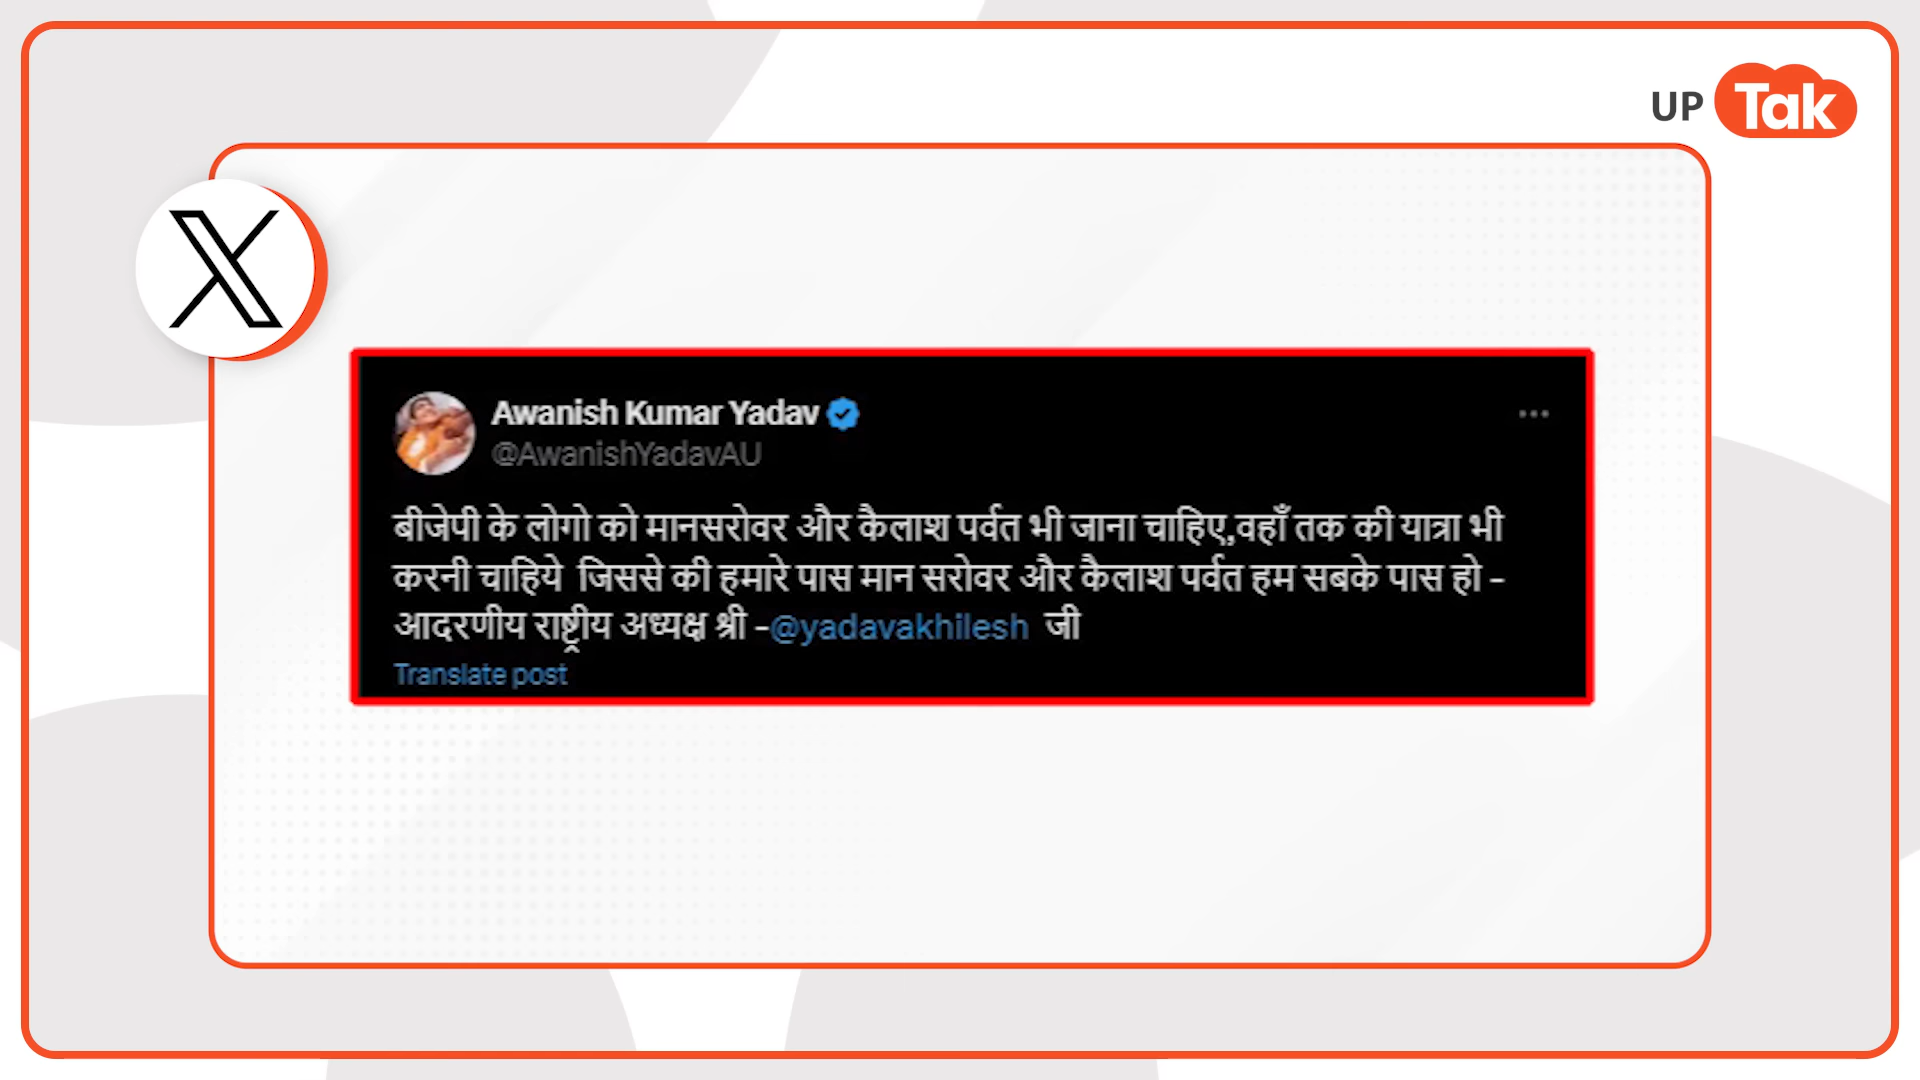 UP Tak
Awanish Kumar Yadav
@AwanishYadavAU
बीजेपी के लोगो को मानसरोवर और कैलाश पर्वत भी जाना चाहिए,वहाँ तक की यात्रा भी
करनी चाहिये जिससे की हमारे पास मान सरोवर और कैलाश पर्वत हम सबके पास हो -
आदरणीय राष्ट्रीय अध्यक्ष श्री -@yadavakhilesh जी
Translate post